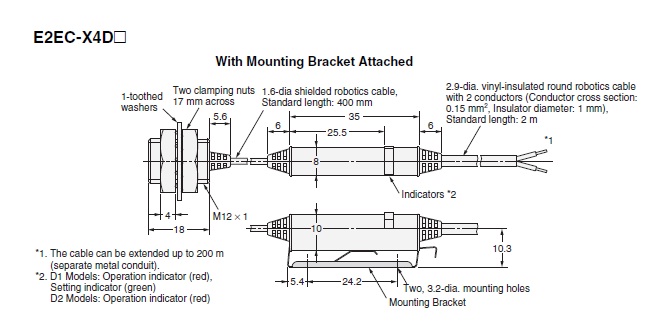 E2EC-X4D□
With Mounting Bracket Attached
1-toothed
washers
Two clamping nuts
17 mm across
1.6-dia shielded robotics cable,
Standard length: 400 mm
2.9-dia. vinyl-insulated round robotics cable
with 2 conductors (Conductor cross section:
0.15 mm², Insulator diameter: 1 mm),
Standard length: 2 m
5.6
6
35
25.5
6
*1
8
Indicators *2
4
M12 × 1
18
10
10.3
5.4
24.2
Two, 3.2-dia. mounting holes
Mounting Bracket
*1. The cable can be extended up to 200 m
(separate metal conduit).
*2. D1 Models: Operation indicator (red),
Setting indicator (green)
D2 Models: Operation indicator (red)